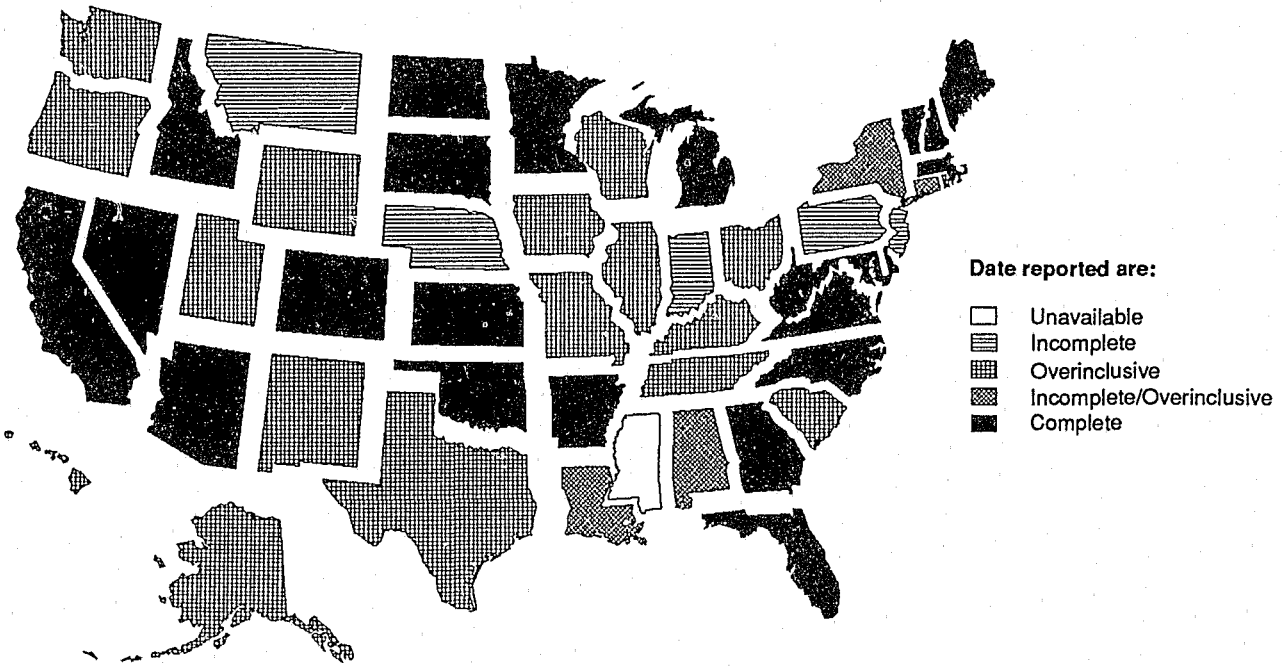 Date reported are:
Unavailable
Incomplete
Overinclusive
Incomplete/Overinclusive
Complete